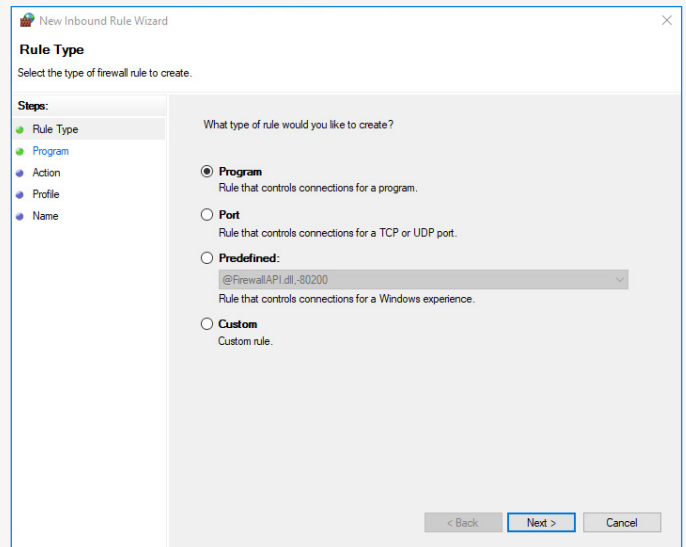 New Inbound Rule Wizard
Rule Type
Select the type of firewall rule to create.
Steps:
Rule Type
Program
Action
Profile
Name
What type of rule would you like to create?
Program
Rule that controls connections for a program.
Port
Rule that controls connections for a TCP or UDP port.
Predefined:
@FirewallAPI.dll,-80200
Rule that controls connections for a Windows experience.
Custom
Custom rule.
< Back Next > Cancel